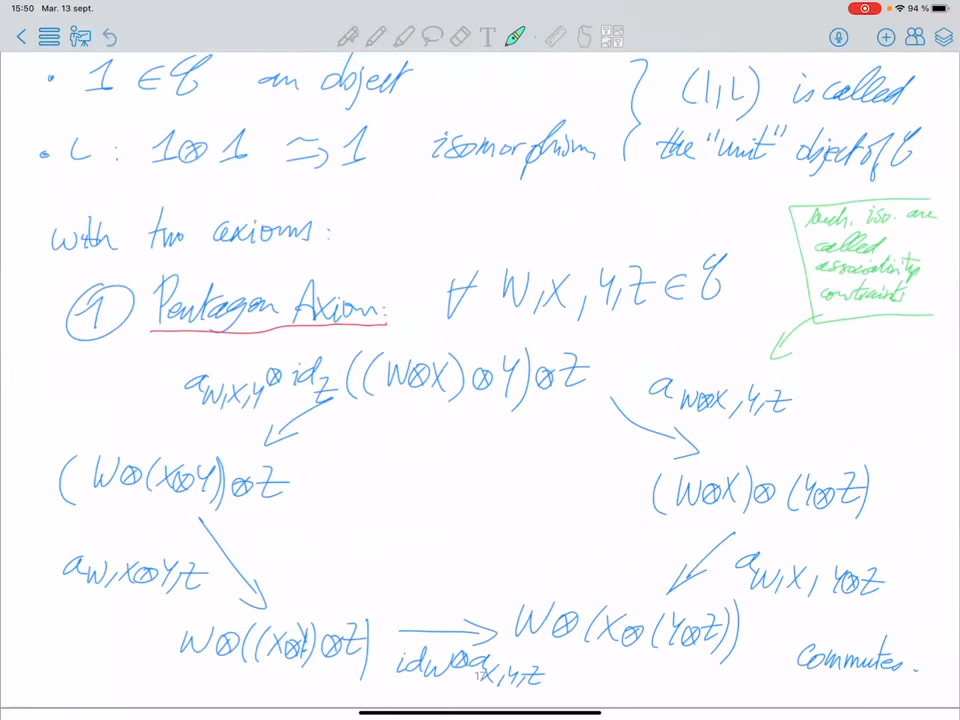 15:50 Mar. 13 sept. 94 %
• 1 ∈ 𝒞 an object
• ι : 1⊗1 ≃→ 1 isomorphism
(1, ι) is called
the "unit" object of 𝒞
with two axioms:
Such iso. are
called
associativity
constraints
① Pentagon Axiom: ∀ W, X, Y, Z ∈ 𝒞
a_{W,X,Y} ⊗ id_Z ((W⊗X)⊗Y)⊗Z a_{W⊗X,Y,Z}
(W⊗(X⊗Y))⊗Z (W⊗X)⊗(Y⊗Z)
a_{W,X⊗Y,Z} a_{W,X,Y⊗Z}
W⊗((X⊗Y)⊗Z) → W⊗(X⊗(Y⊗Z)) commutes.
id_W⊗a_{X,Y,Z}
17